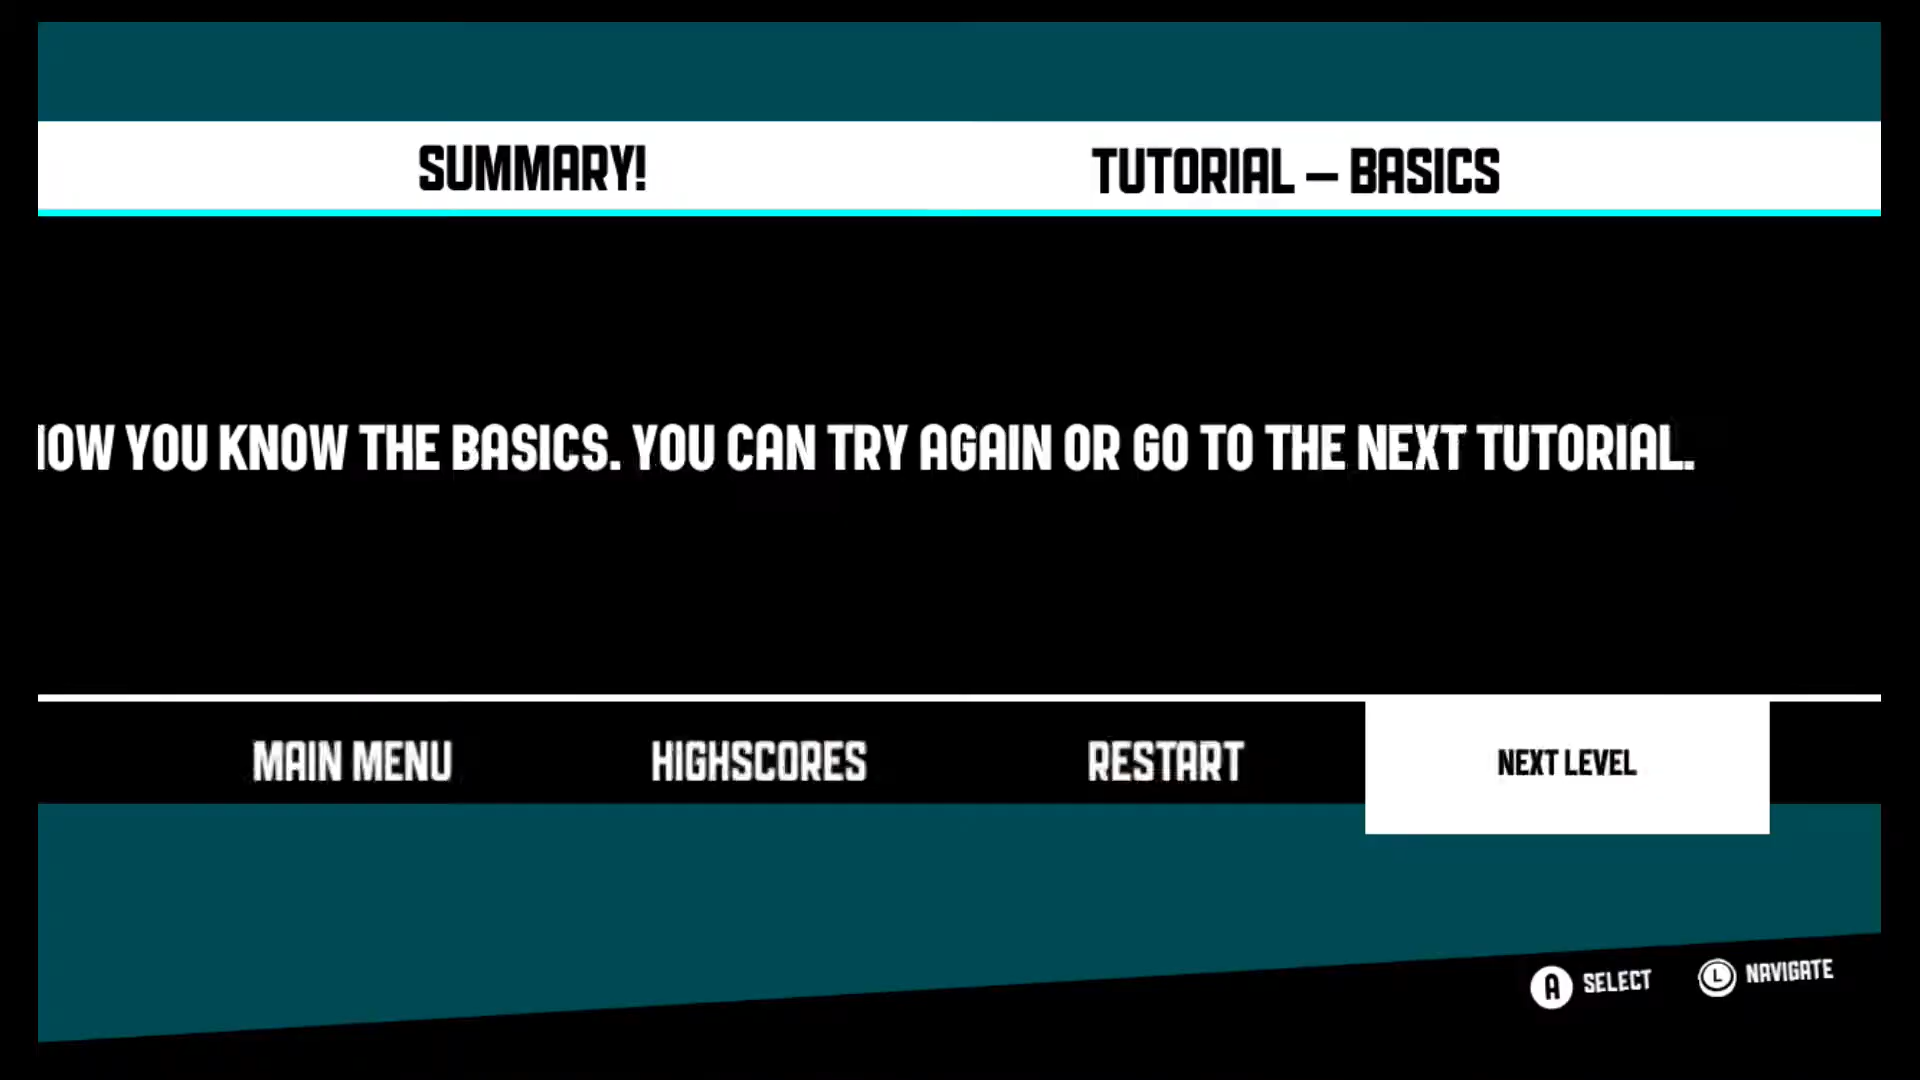 SUMMARY!
TUTORIAL – BASICS
YOU KNOW THE BASICS. YOU CAN TRY AGAIN OR GO TO THE NEXT TUTORIAL.
MAIN MENU
HIGHSCORES
RESTART
NEXT LEVEL
A SELECT
L NAVIGATE